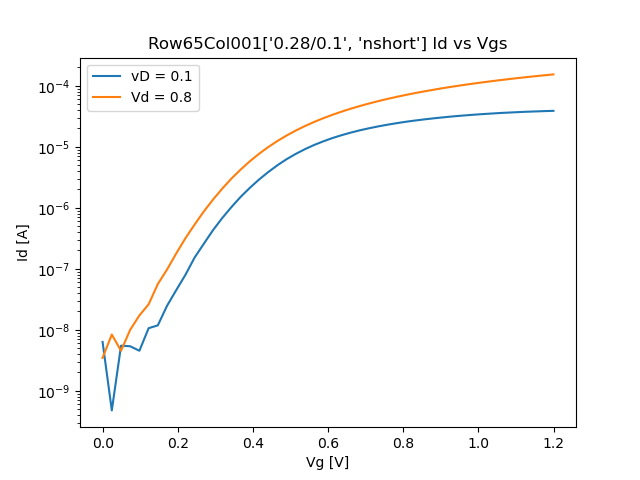 Row65Col001['0.28/0.1', 'nshort'] Id vs Vgs
vD = 0.1
Vd = 0.8
Id [A]
10⁻⁴
10⁻⁵
10⁻⁶
10⁻⁷
10⁻⁸
10⁻⁹
0.0 0.2 0.4 0.6 0.8 1.0 1.2
Vg [V]